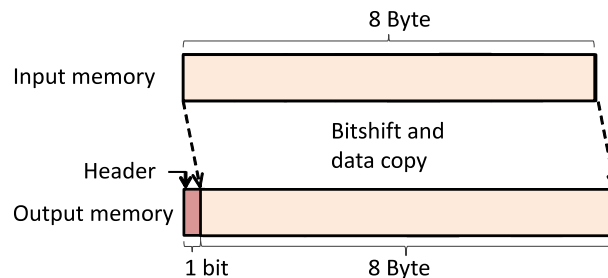 8 Byte
Input memory
Bitshift and
data copy
Header
Output memory
1 bit
8 Byte